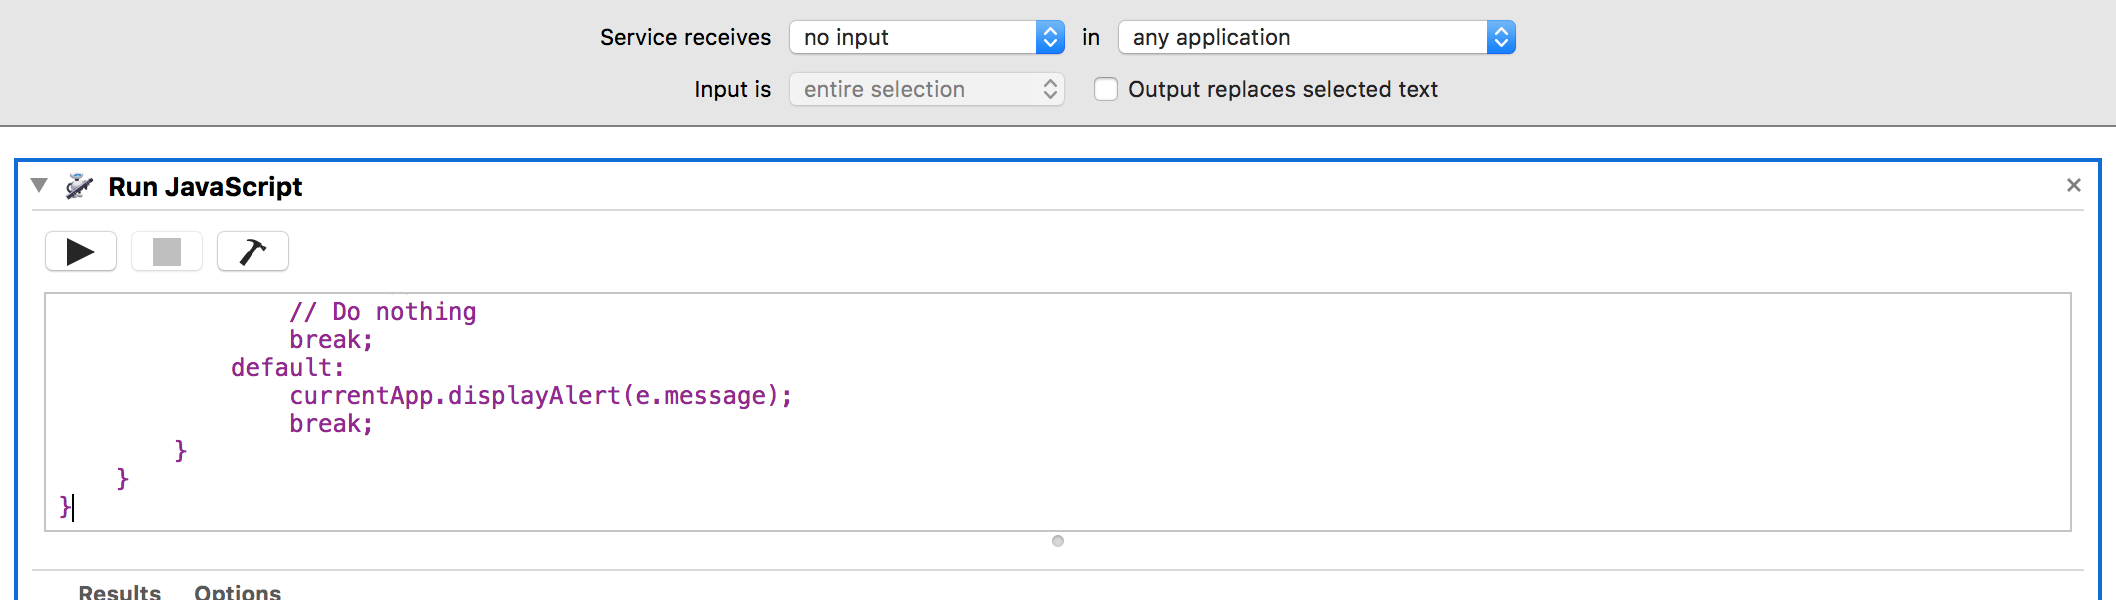 Service receives no input in any application
Input is entire selection Output replaces selected text
Run JavaScript
// Do nothing
break;
default:
currentApp.displayAlert(e.message);
break;
}
}
}
Results Options